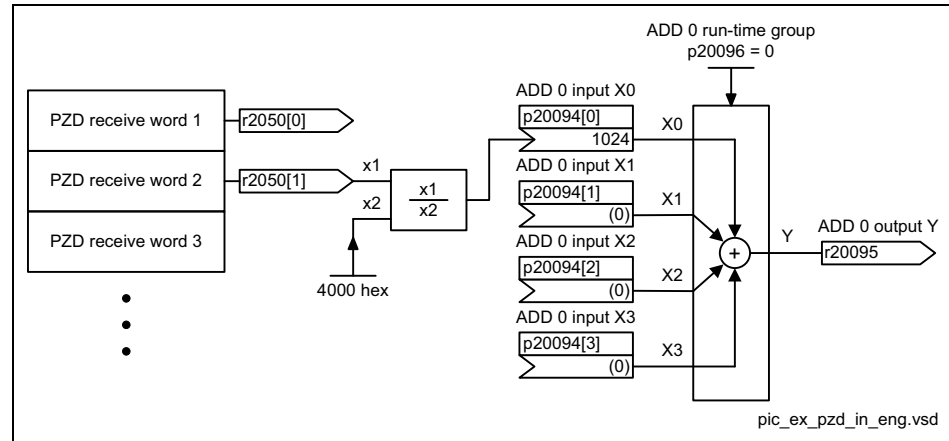 ADD 0 run-time group
p20096 = 0
ADD 0 input X0
PZD receive word 1
r2050[0]
p20094[0]
1024
X0
ADD 0 input X1
PZD receive word 2
r2050[1]
x1
x2
x1
x2
p20094[1]
(0)
X1
ADD 0 input X2
PZD receive word 3
p20094[2]
(0)
X2
+
Y
ADD 0 output Y
r20095
4000 hex
ADD 0 input X3
p20094[3]
(0)
X3
pic_ex_pzd_in_eng.vsd